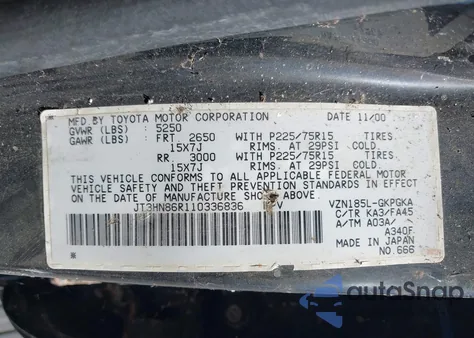 MFD BY TOYOTA MOTOR CORPORATION DATE 11/00
GVWR (LBS) : 5250
GAWR (LBS) : FRT. 2650 WITH P225/75R15 TIRES
15X7J RIMS. AT 29PSI COLD.
RR. 3000 WITH P225/75R15 TIRES
15X7J RIMS. AT 29PSI COLD.
THIS VEHICLE CONFORMS TO ALL APPLICABLE FEDERAL MOTOR
VEHICLE SAFETY AND THEFT PREVENTION STANDARDS IN EFFECT
ON THE DATE OF MANUFACTURE SHOWN ABOVE.
JT3HN86R110336836 MPV VZN185L-GKPGKA
C/TR KA3/FA45
A/TM A03A/
A340F
MADE IN JAPAN
NO.666
autoSnap